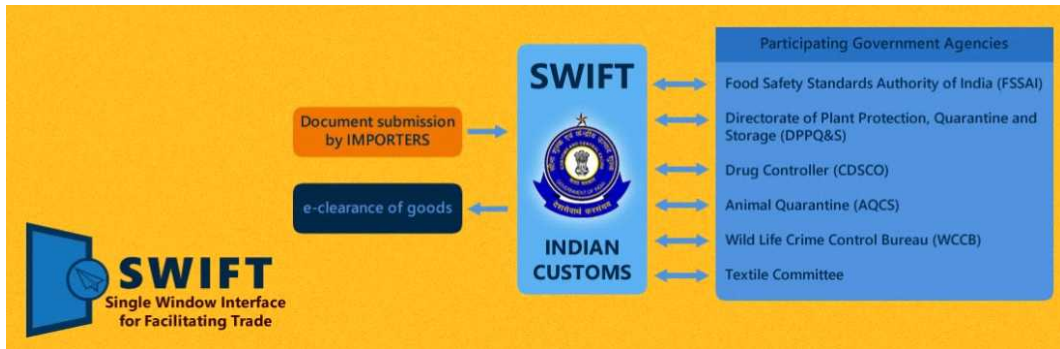 Document submission
by IMPORTERS
e-clearance of goods
SWIFT
Single Window Interface
for Facilitating Trade
SWIFT
INDIAN
CUSTOMS
Participating Government Agencies
Food Safety Standards Authority of India (FSSAI)
Directorate of Plant Protection, Quarantine and
Storage (DPPQ&S)
Drug Controller (CDSCO)
Animal Quarantine (AQCS)
Wild Life Crime Control Bureau (WCCB)
Textile Committee